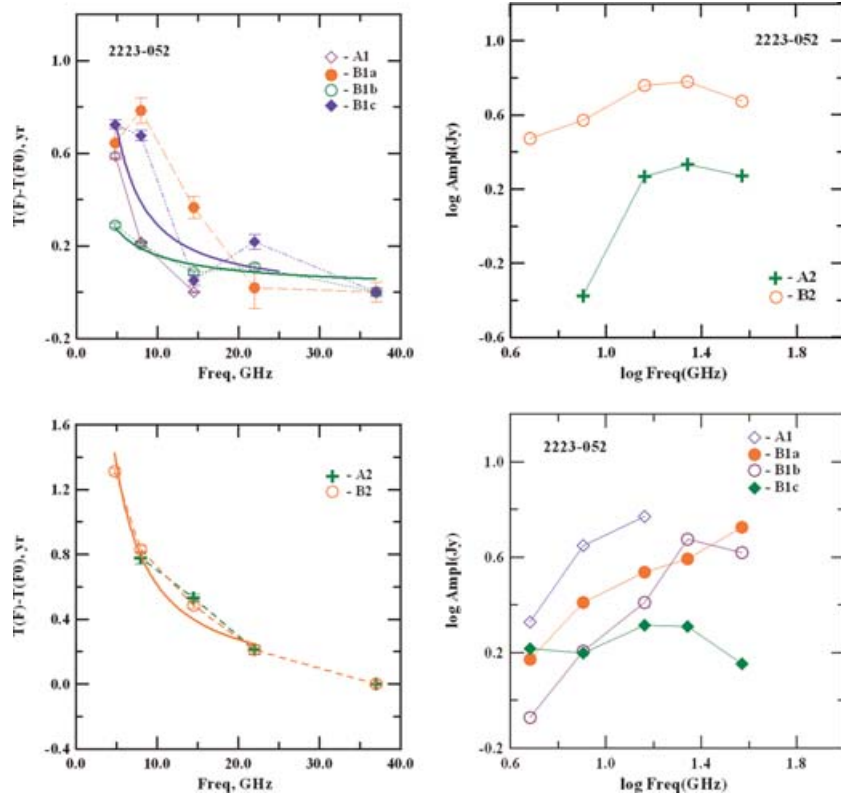 2223-052
- A1
- B1a
- B1b
- B1c
T(F)-T(F0), yr
1.0
0.6
0.2
-0.2
0.0 10.0 20.0 30.0 40.0
Freq, GHz
2223-052
log Ampl(Jy)
1.0
0.6
0.2
-0.2
-0.6
- A2
- B2
0.6 1.0 1.4 1.8
log Freq(GHz)
T(F)-T(F0), yr
1.6
1.2
0.8
0.4
0.0
-0.4
- A2
- B2
0.0 10.0 20.0 30.0 40.0
Freq, GHz
2223-052
- A1
- B1a
- B1b
- B1c
log Ampl(Jy)
1.0
0.6
0.2
-0.2
0.6 1.0 1.4 1.8
log Freq(GHz)